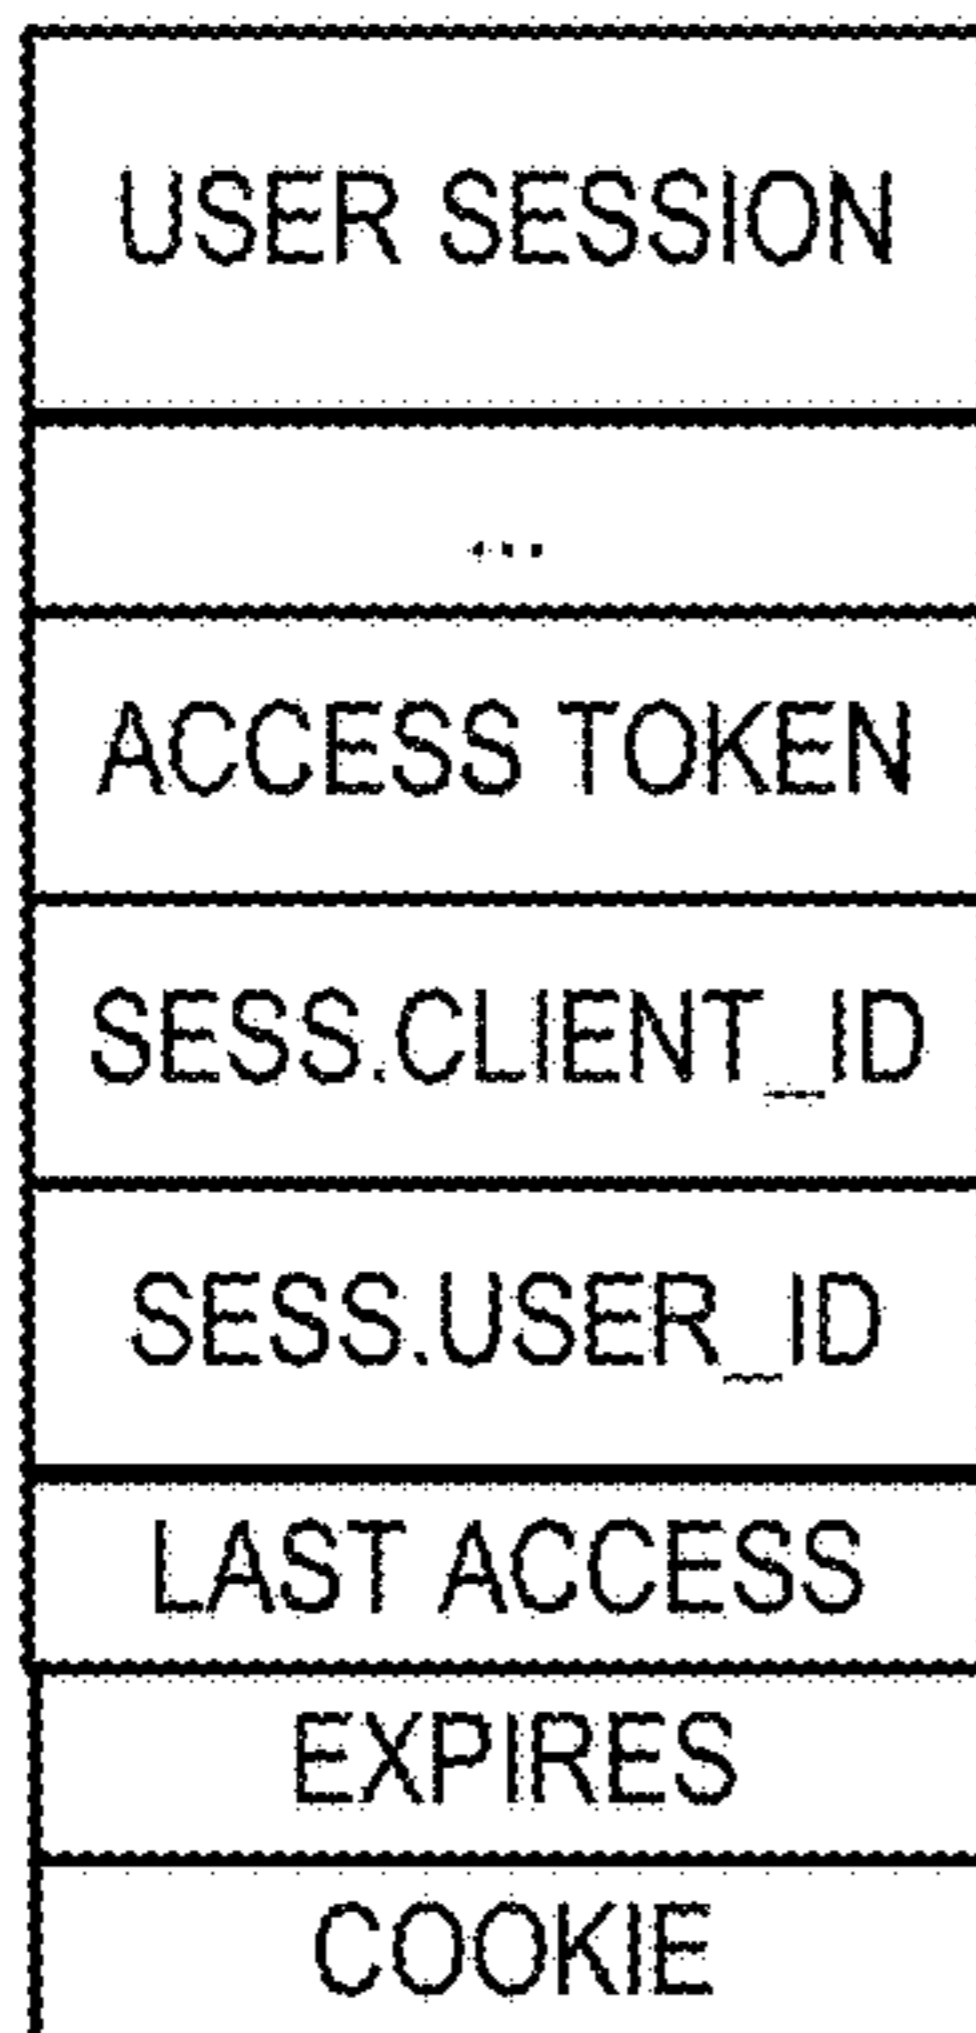 USER SESSION
...
ACCESS TOKEN
SESS.CLIENT_ID
SESS.USER_ID
LAST ACCESS
EXPIRES
COOKIE